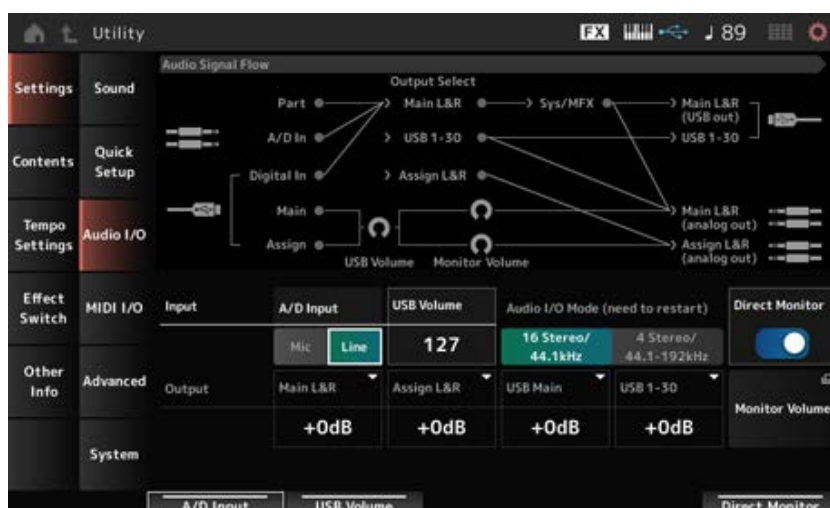 Utility
FX
♩ 89
Settings
Sound
Contents
Quick
Setup
Tempo
Settings
Audio I/O
Effect
Switch
MIDI I/O
Other
Info
Advanced
System
Audio Signal Flow
Output Select
Part
Main L&R
Sys/MFX
Main L&R
(USB out)
A/D In
USB 1-30
USB 1-30
Digital In
Assign L&R
Main
Main L&R
(analog out)
Assign
Assign L&R
(analog out)
USB Volume
Monitor Volume
Input
A/D Input
Mic
Line
USB Volume
127
Audio I/O Mode (need to restart)
16 Stereo/
44.1kHz
4 Stereo/
44.1-192kHz
Direct Monitor
Output
Main L&R
+0dB
Assign L&R
+0dB
USB Main
+0dB
USB 1-30
+0dB
Monitor Volume
A/D Input
USB Volume
Direct Monitor